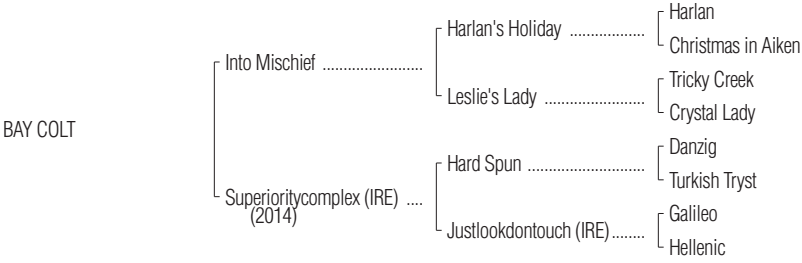 Harlan
Harlan's Holiday ..................
Christmas in Aiken
Into Mischief ........................
Tricky Creek
Leslie's Lady ........................
Crystal Lady
BAY COLT
Danzig
Hard Spun ............................
Turkish Tryst
Superioritycomplex (IRE) ....
(2014)
Galileo
Justlookdontouch (IRE)........
Hellenic